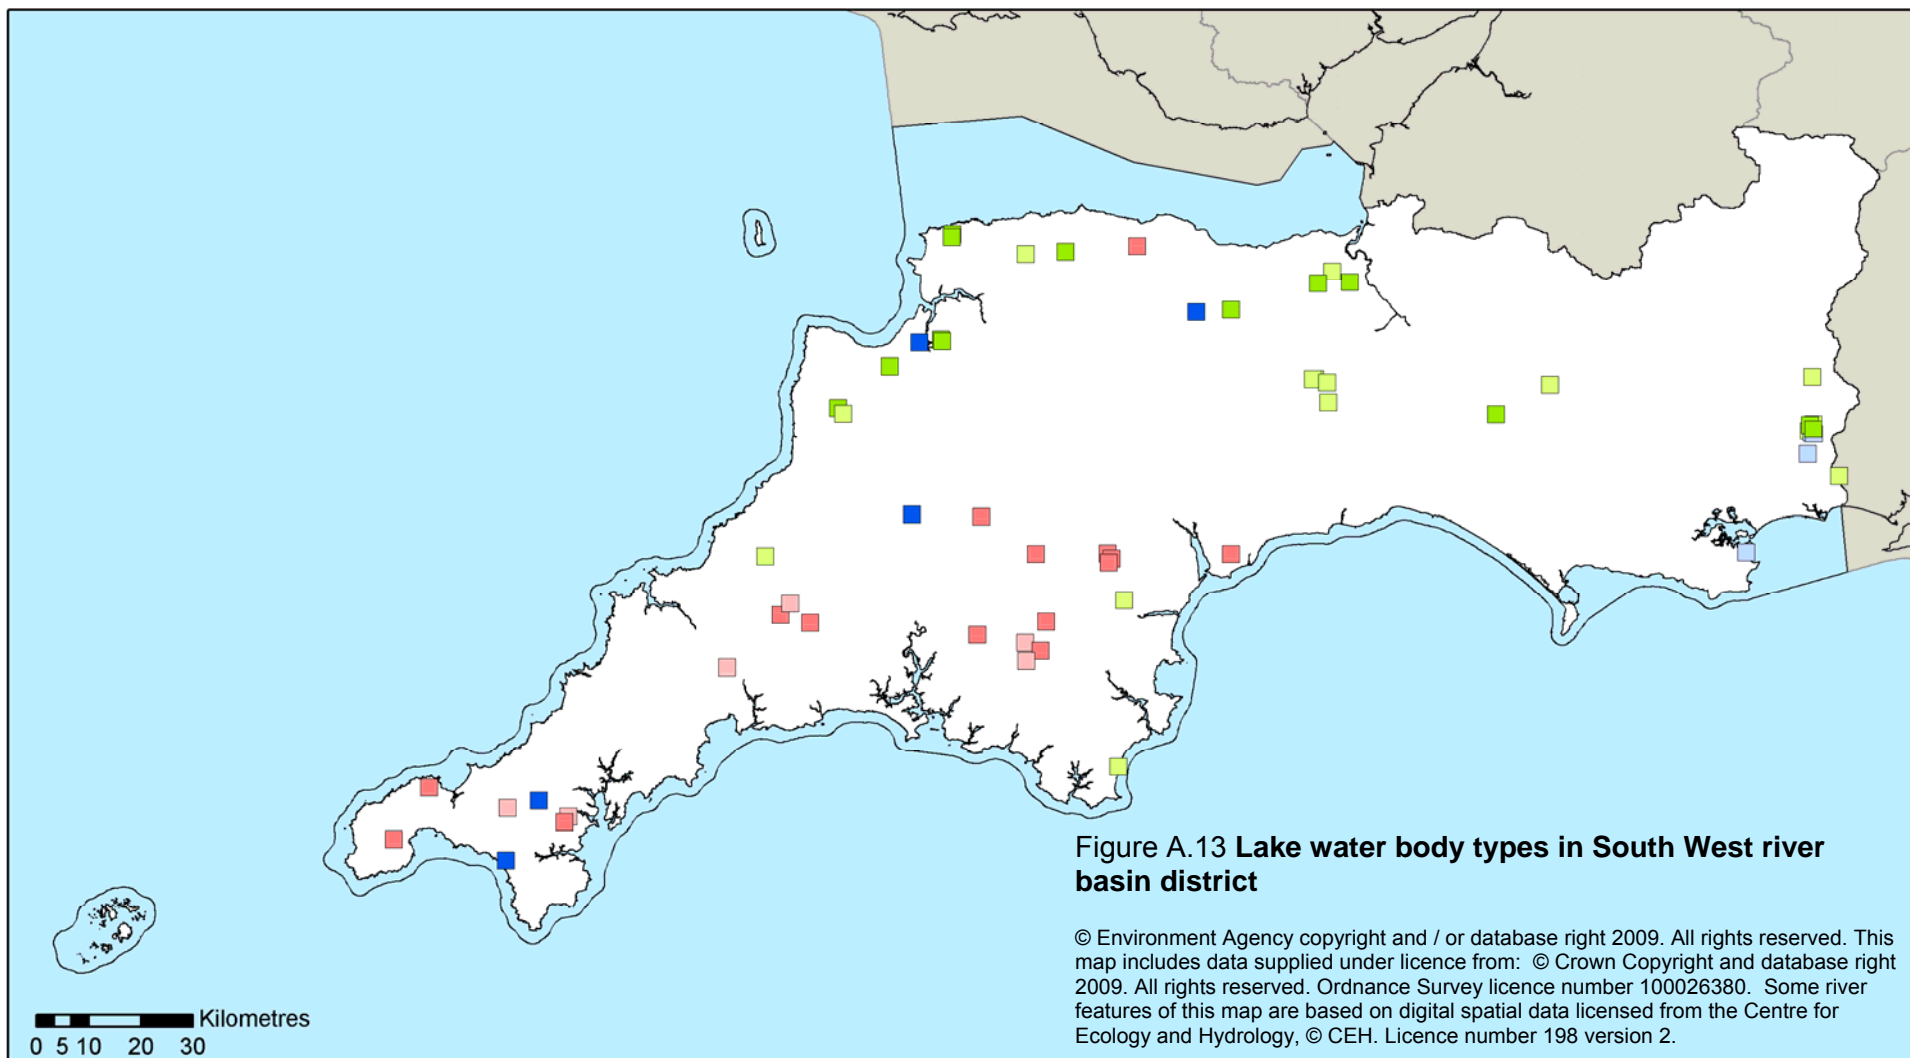 Figure A.13 Lake water body types in South West river
basin district
© Environment Agency copyright and / or database right 2009. All rights reserved. This
map includes data supplied under licence from:  © Crown Copyright and database right
2009. All rights reserved. Ordnance Survey licence number 100026380.  Some river
features of this map are based on digital spatial data licensed from the Centre for
Ecology and Hydrology, © CEH. Licence number 198 version 2.
Kilometres
0 5 10 20 30